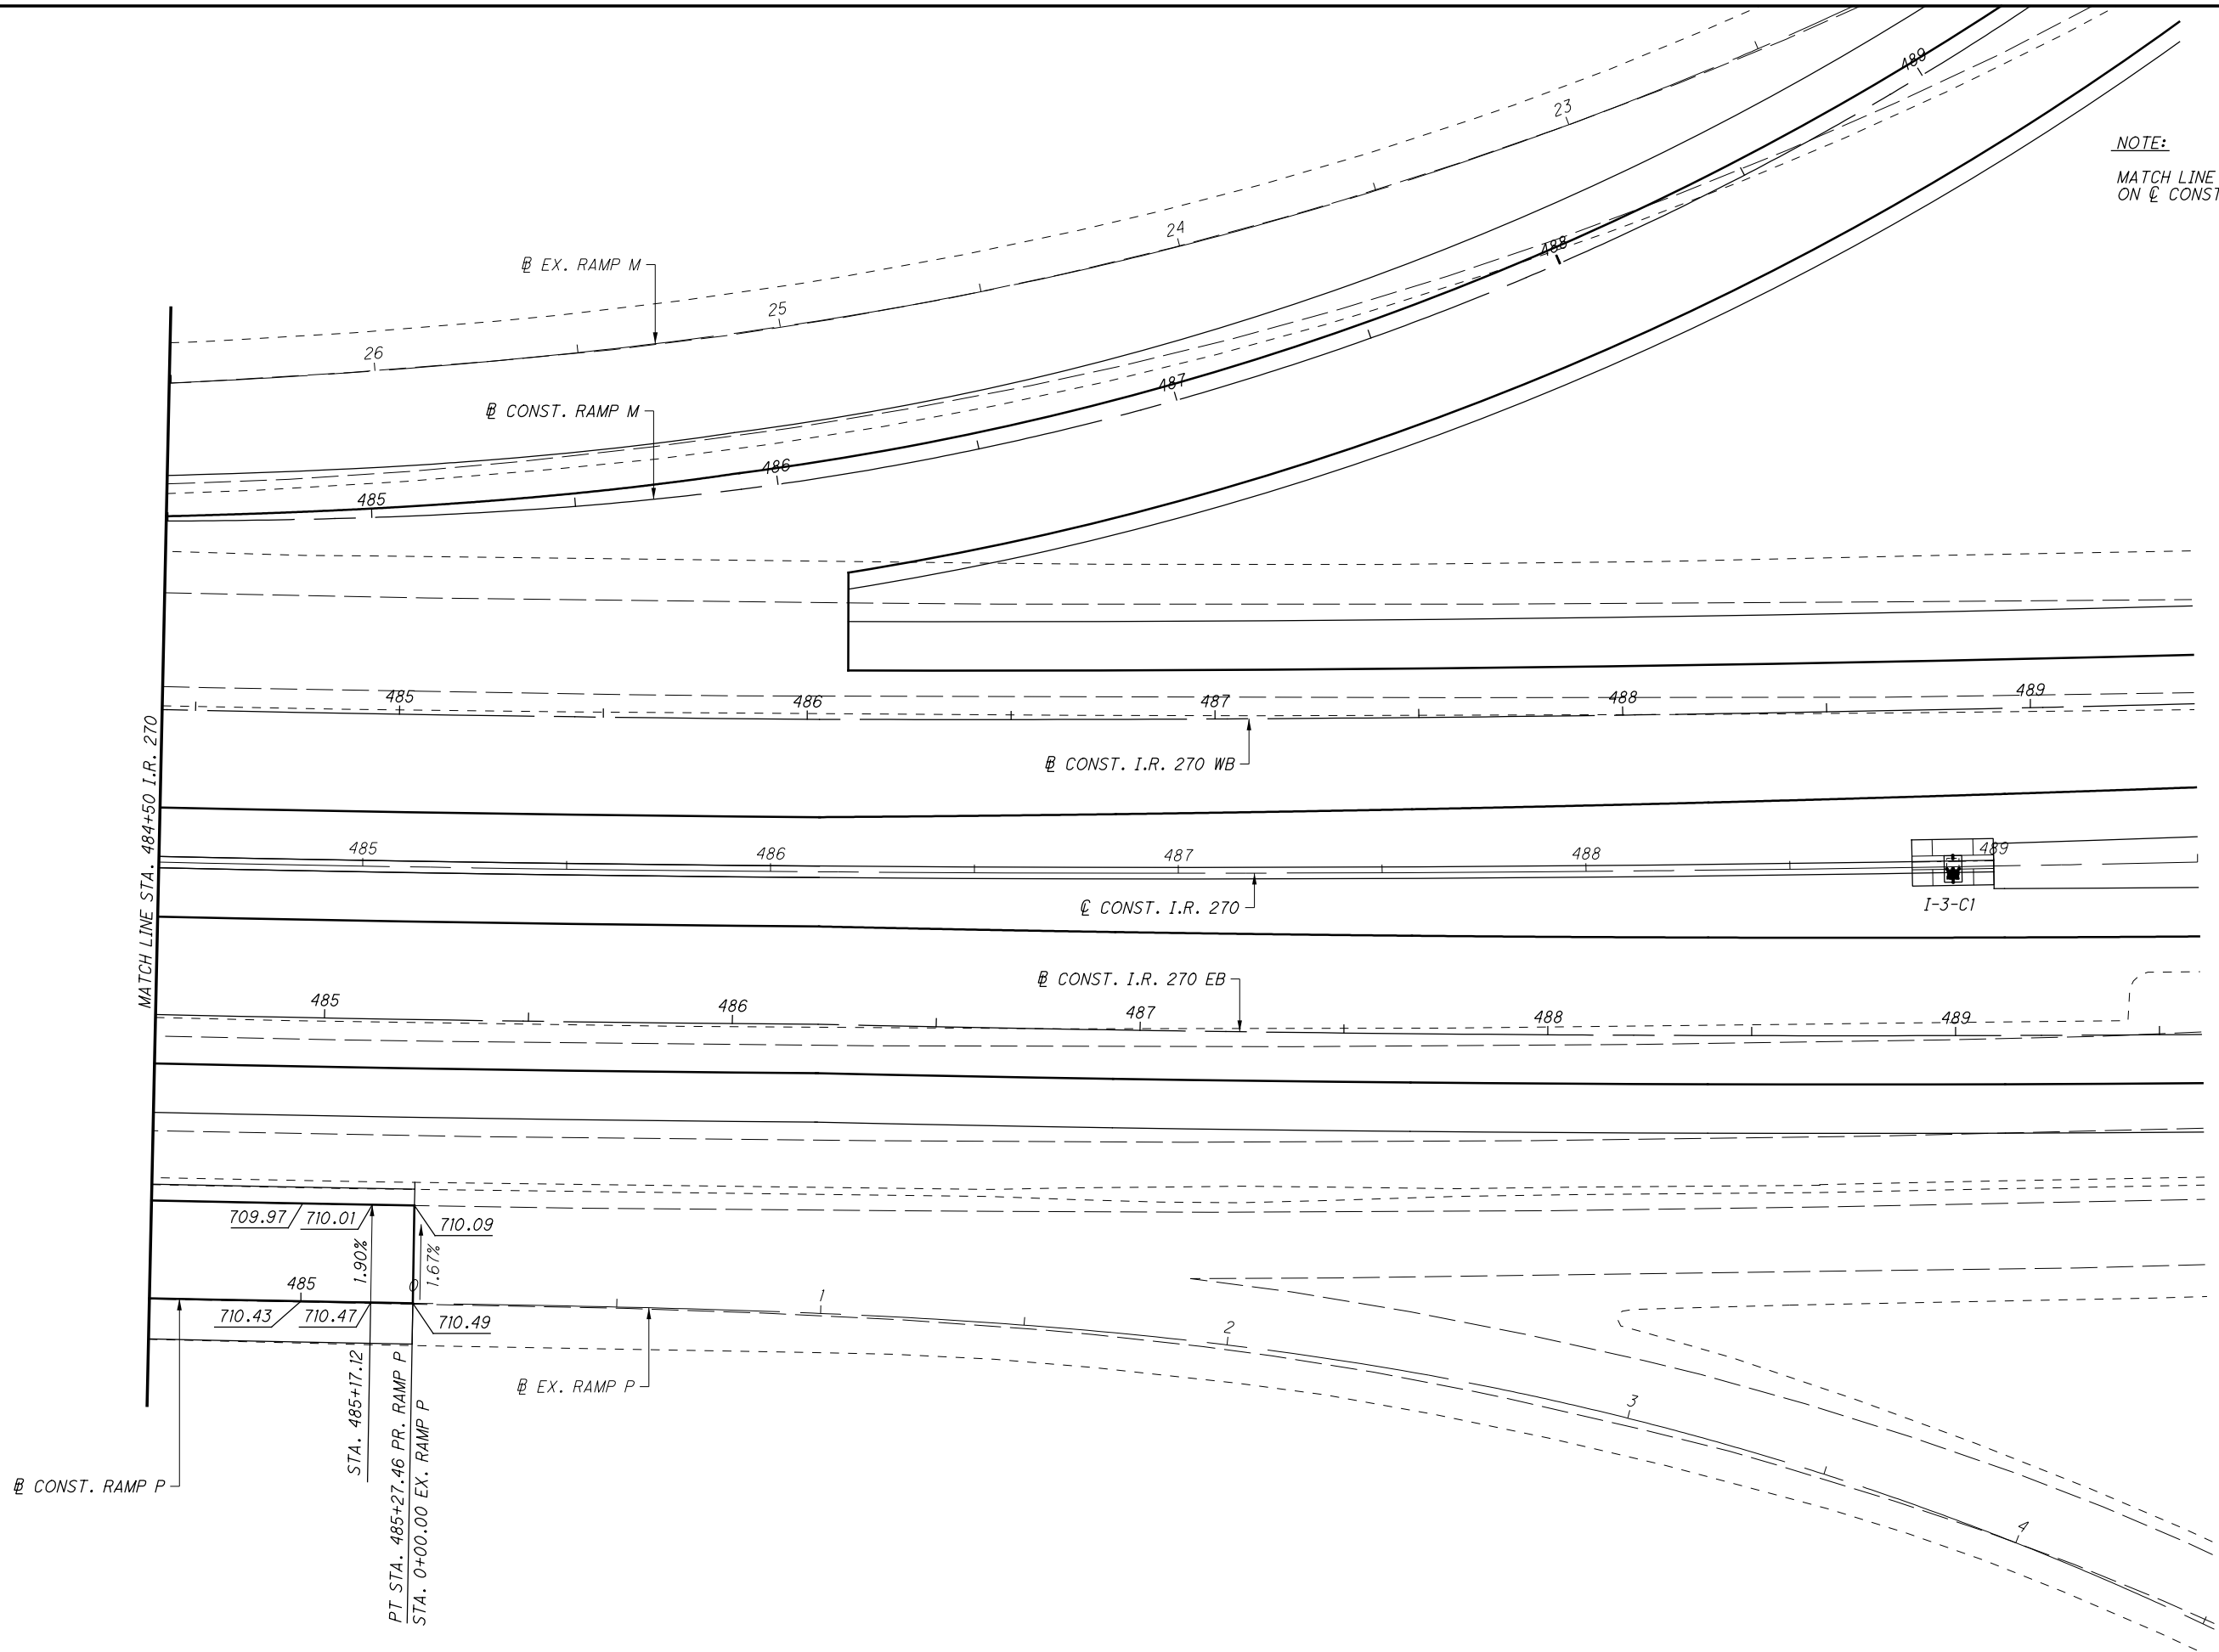 489
23
NOTE:
MATCH LINE
ON ℄ CONST
24
488
℄ EX. RAMP M
25
26
487
℄ CONST. RAMP M
486
485
485
486
487
488
489
℄ CONST. I.R. 270 WB
MATCH LINE STA. 484+50 I.R. 270
485
486
487
488
489
℄ CONST. I.R. 270
I-3-C1
℄ CONST. I.R. 270 EB
485
486
487
488
489
709.97
710.01
710.09
1.90%
1.67%
485
0
1
710.43
710.47
710.49
2
℄ EX. RAMP P
3
STA. 485+17.12
PT STA. 485+27.46 PR. RAMP P
STA. 0+00.00 EX. RAMP P
℄ CONST. RAMP P
4